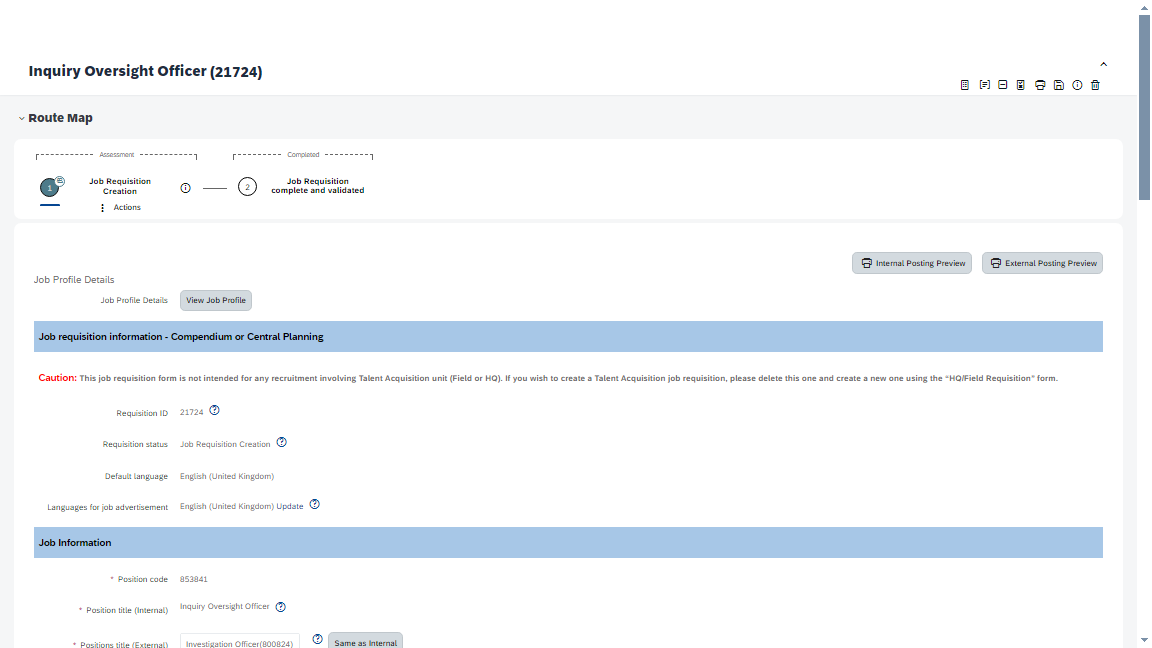 Inquiry Oversight Officer (21724)
Route Map
Assessment
Completed
1
Job Requisition
Creation
2
Job Requisition
complete and validated
Actions
Internal Posting Preview
External Posting Preview
Job Profile Details
Job Profile Details
View Job Profile
Job requisition information - Compendium or Central Planning
Caution: This job requisition form is not intended for any recruitment involving Talent Acquisition unit (Field or HQ). If you wish to create a Talent Acquisition job requisition, please delete this one and create a new one using the “HQ/Field Requisition” form.
Requisition ID 21724
Requisition status Job Requisition Creation
Default language English (United Kingdom)
Languages for job advertisement English (United Kingdom) Update
Job Information
* Position code 853841
* Position title (Internal) Inquiry Oversight Officer
* Positions title (External) Investigation Officer(800824) Same as Internal